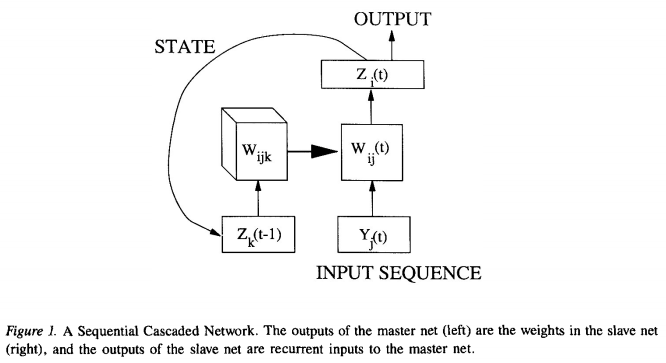 OUTPUT
STATE
Z_i(t)
W_ijk
W_ij(t)
Z_k(t-1)
Y_j(t)
INPUT SEQUENCE
Figure 1. A Sequential Cascaded Network. The outputs of the master net (left) are the weights in the slave net
(right), and the outputs of the slave net are recurrent inputs to the master net.